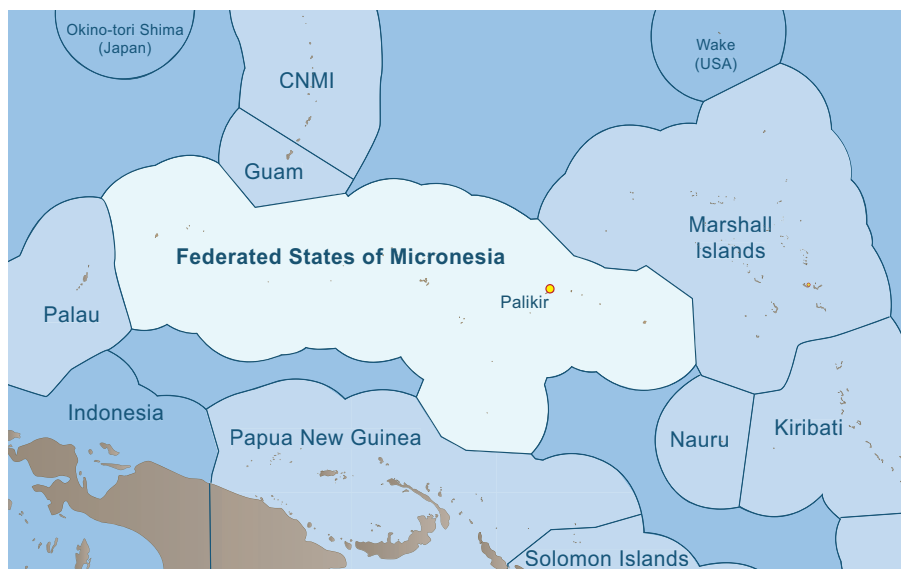 Okino-tori Shima
(Japan)
CNMI
Wake
(USA)
Guam
Marshall
Islands
Federated States of Micronesia
Palikir
Palau
Indonesia
Papua New Guinea
Nauru
Kiribati
Solomon Islands